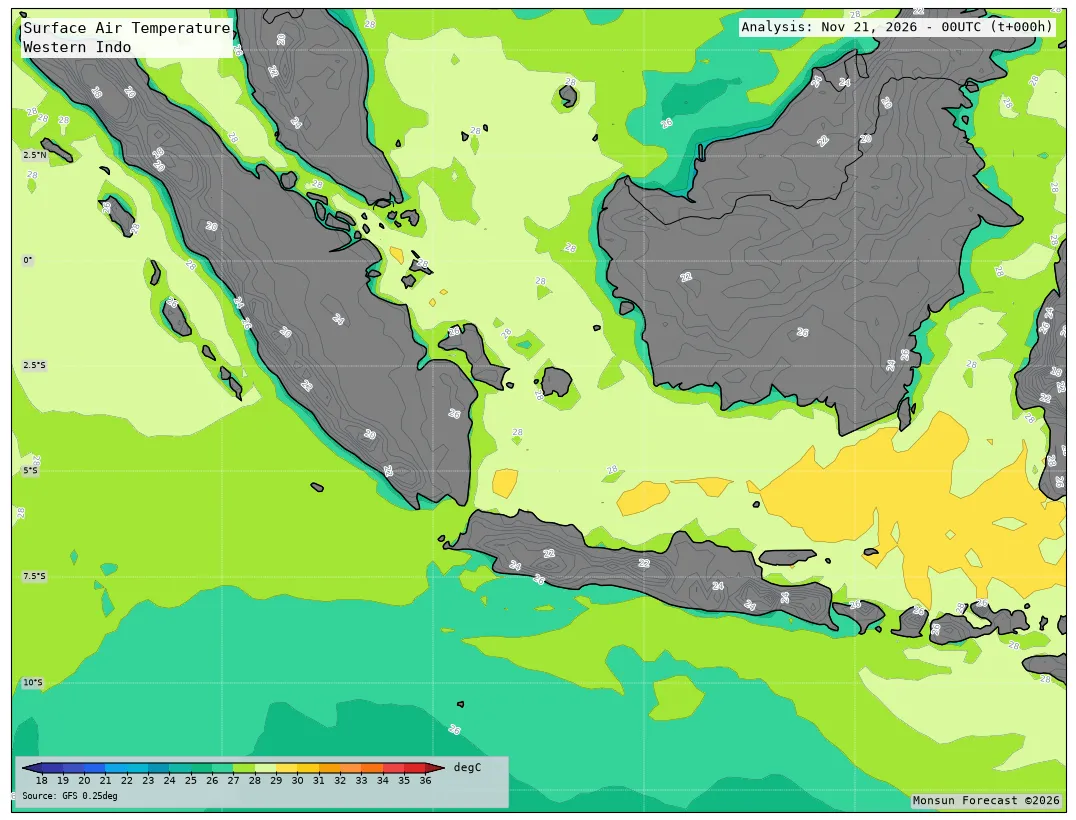 Surface Air Temperature
Western Indo
Analysis: Nov 21, 2026 - 00UTC (t+000h)
2.5°N
0°
2.5°S
5°S
7.5°S
10°S
18 19 20 21 22 23 24 25 26 27 28 29 30 31 32 33 34 35 36 degC
Source: GFS 0.25deg
Monsun Forecast ©2026